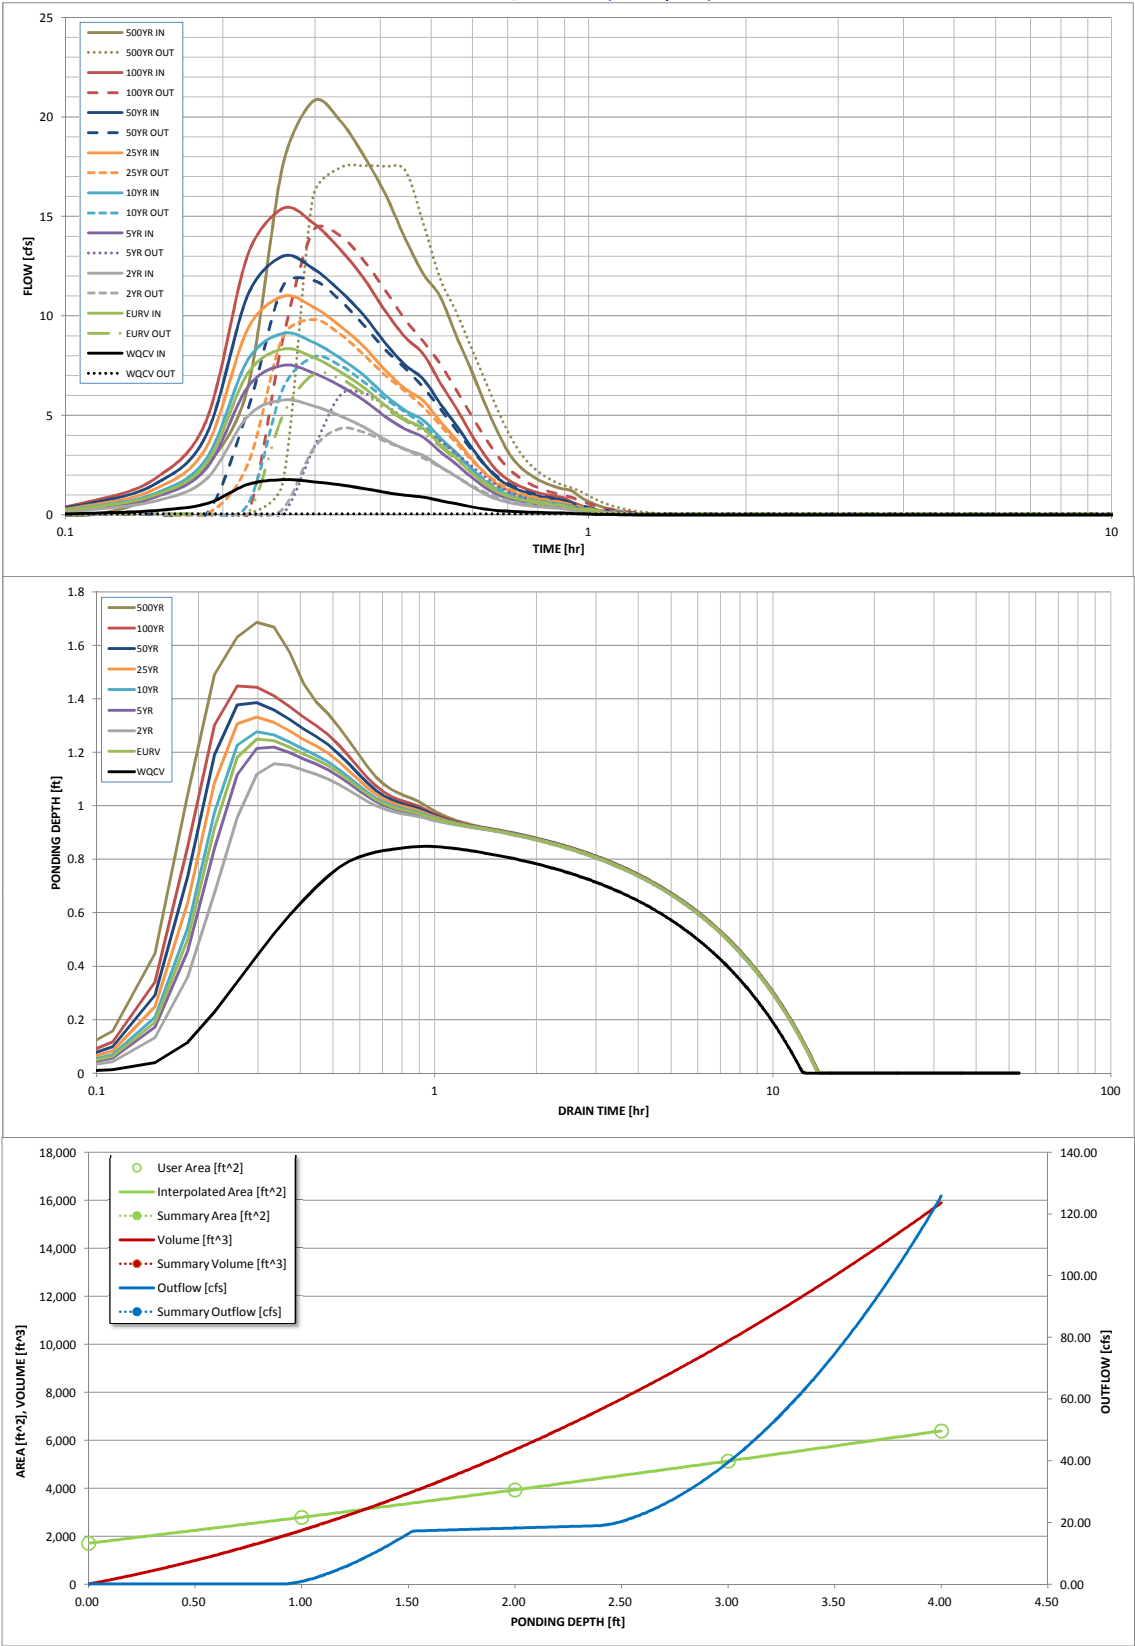 25
20
15
10
5
0
FLOW [cfs]
500YR IN
500YR OUT
100YR IN
100YR OUT
50YR IN
50YR OUT
25YR IN
25YR OUT
10YR IN
10YR OUT
5YR IN
5YR OUT
2YR IN
2YR OUT
EURV IN
EURV OUT
WQCV IN
WQCV OUT
0.1
1
10
TIME [hr]
1.8
1.6
1.4
1.2
1
0.8
0.6
0.4
0.2
0
PONDING DEPTH [ft]
500YR
100YR
50YR
25YR
10YR
5YR
2YR
EURV
WQCV
0.1
1
10
100
DRAIN TIME [hr]
18,000
16,000
14,000
12,000
10,000
8,000
6,000
4,000
2,000
0
AREA [ft^2], VOLUME [ft^3]
User Area [ft^2]
Interpolated Area [ft^2]
Summary Area [ft^2]
Volume [ft^3]
Summary Volume [ft^3]
Outflow [cfs]
Summary Outflow [cfs]
140.00
120.00
100.00
80.00
60.00
40.00
20.00
0.00
OUTFLOW [cfs]
0.00
0.50
1.00
1.50
2.00
2.50
3.00
3.50
4.00
4.50
PONDING DEPTH [ft]